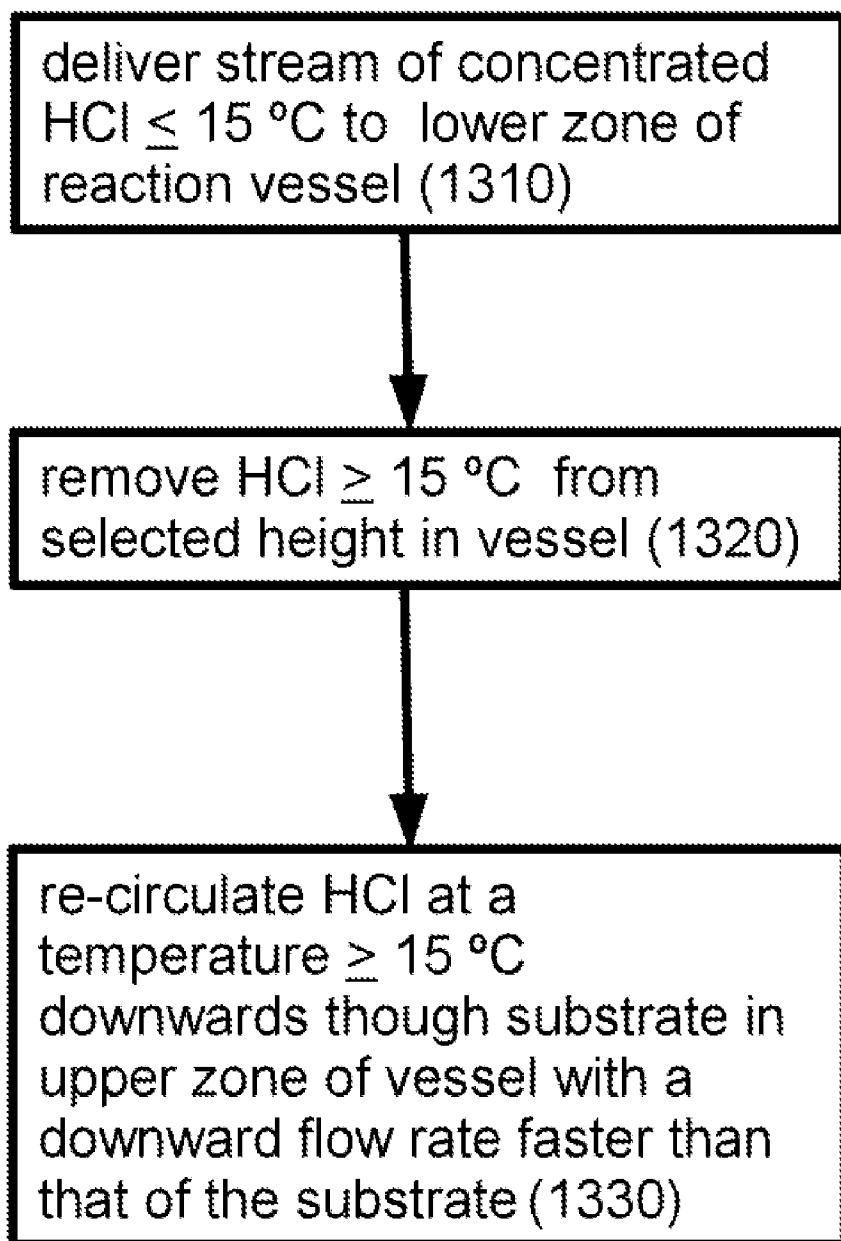 deliver stream of concentrated
HCl ≤ 15 ºC to lower zone of
reaction vessel (1310)
remove HCl ≥ 15 ºC from
selected height in vessel (1320)
re-circulate HCl at a
temperature ≥ 15 ºC
downwards though substrate in
upper zone of vessel with a
downward flow rate faster than
that of the substrate (1330)